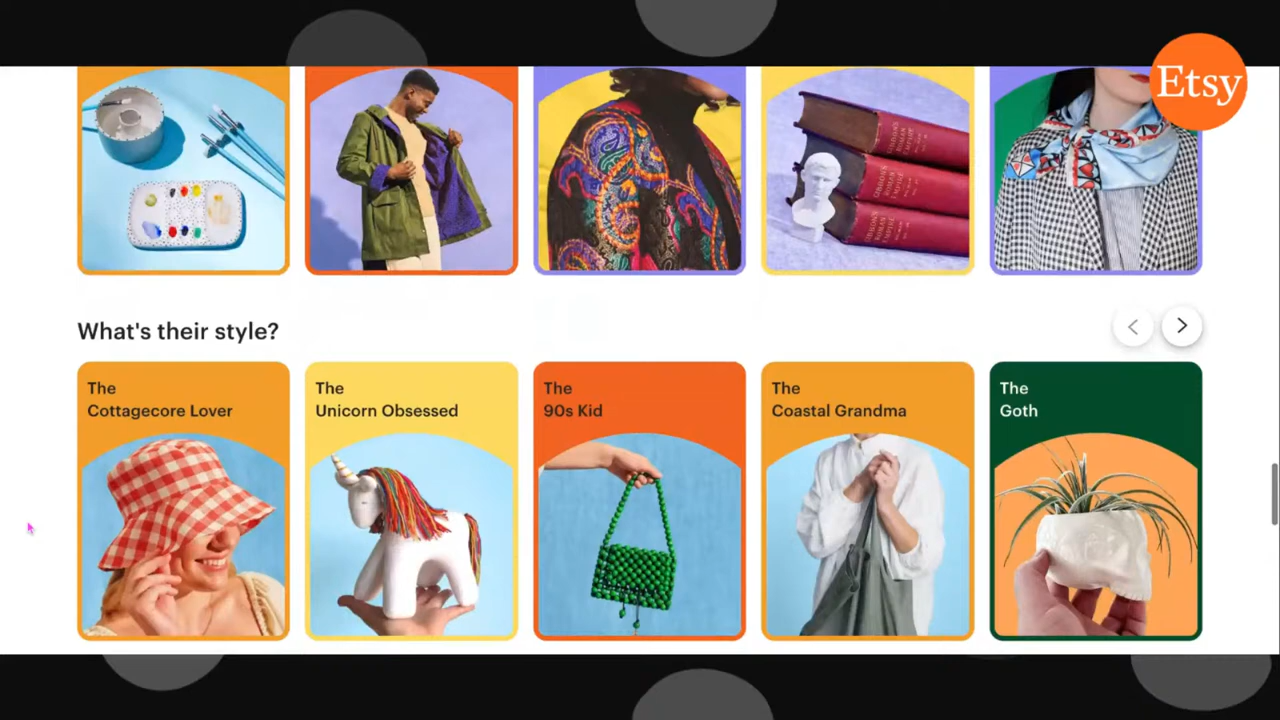 Etsy
What's their style?
The
Cottagecore Lover
The
Unicorn Obsessed
The
90s Kid
The
Coastal Grandma
The
Goth